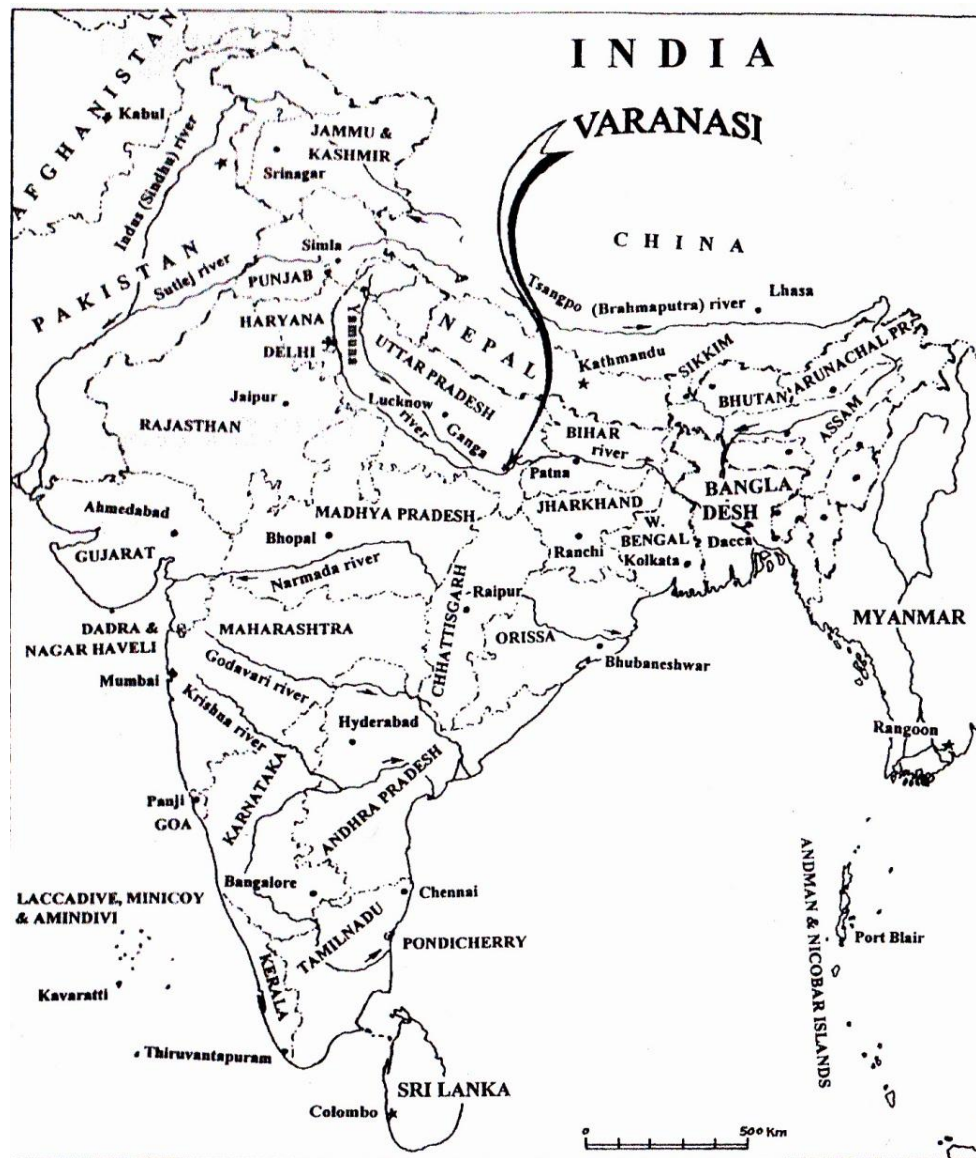 INDIA
VARANASI
AFGHANISTAN
Kabul
Indus (Sindhu) river
JAMMU &
KASHMIR
Srinagar
CHINA
PAKISTAN
Sutlej river
Simla
PUNJAB
HARYANA
DELHI
Yamuna
river
NEPAL
Tsangpo (Brahmaputra) river
Lhasa
Kathmandu
SIKKIM
BHUTAN
ARUNACHAL PR.
ASSAM
UTTAR PRADESH
Lucknow
Ganga
river
Jaipur
RAJASTHAN
BIHAR
Patna
JHARKHAND
Ranchi
BANGLA
DESH
Dacca
W.
BENGAL
Kolkata
Ahmedabad
GUJARAT
MADHYA PRADESH
Bhopal
Narmada river
CHHATTISGARH
Raipur
ORISSA
Bhubaneshwar
MYANMAR
Rangoon
DADRA &
NAGAR HAVELI
MAHARASHTRA
Mumbai
Godavari river
Krishna river
Hyderabad
KARNATAKA
ANDHRA PRADESH
Panji
GOA
Bangalore
Chennai
LACCADIVE, MINICOY
& AMINDIVI
Kavaratti
TAMILNADU
PONDICHERRY
KERALA
Thiruvantapuram
SRI LANKA
Colombo
ANDMAN & NICOBAR ISLANDS
Port Blair
0
500 Km